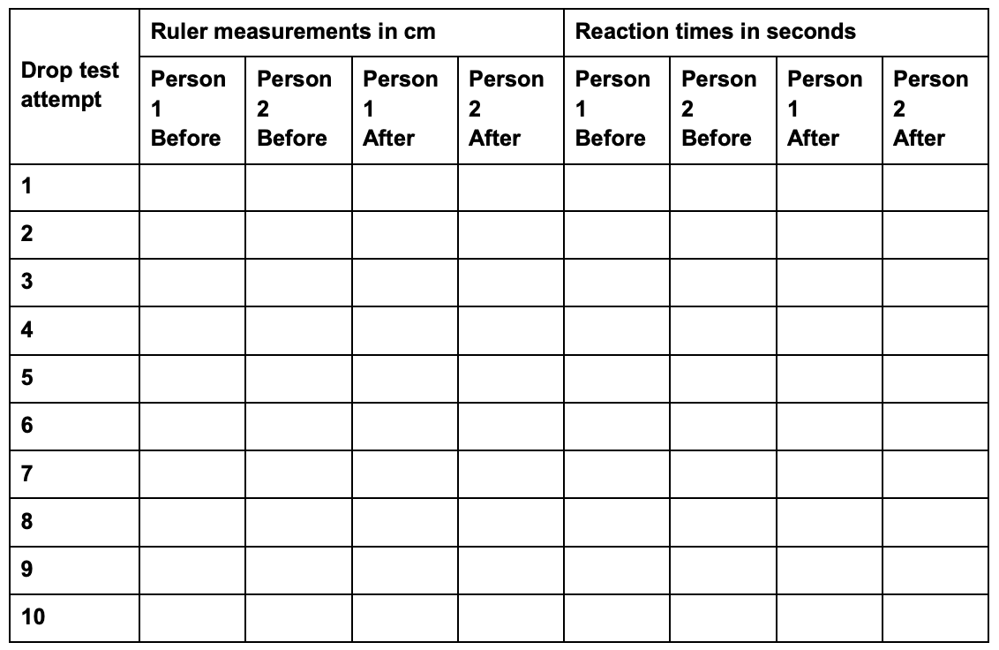 Drop test
attempt
Ruler measurements in cm
Reaction times in seconds
Person
1
Before
Person
2
Before
Person
1
After
Person
2
After
Person
1
Before
Person
2
Before
Person
1
After
Person
2
After
1
2
3
4
5
6
7
8
9
10